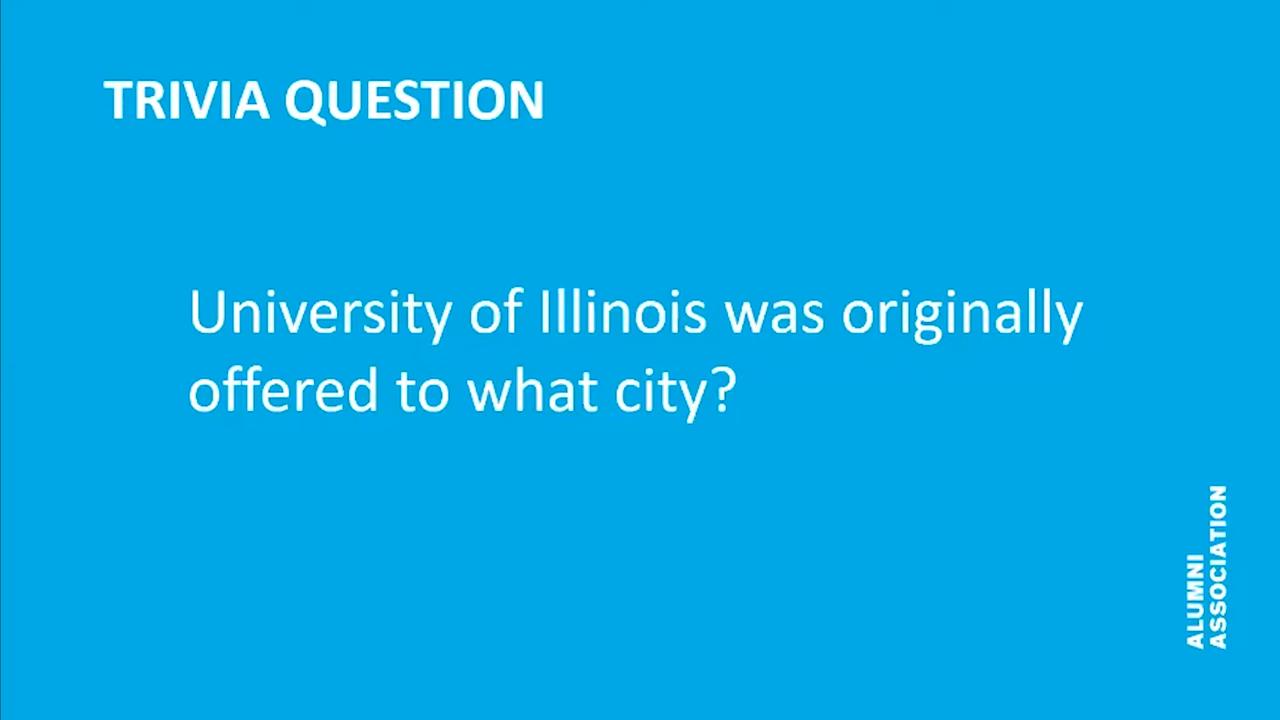 TRIVIA QUESTION
University of Illinois was originally
offered to what city?
ALUMNI
ASSOCIATION